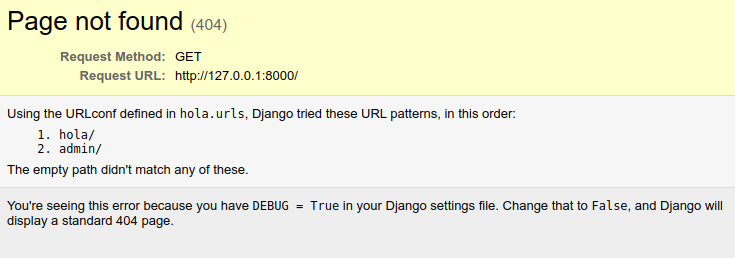 Page not found (404)
Request Method: GET
Request URL: http://127.0.0.1:8000/
Using the URLconf defined in hola.urls, Django tried these URL patterns, in this order:
1. hola/
2. admin/
The empty path didn't match any of these.
You're seeing this error because you have DEBUG = True in your Django settings file. Change that to False, and Django will
display a standard 404 page.